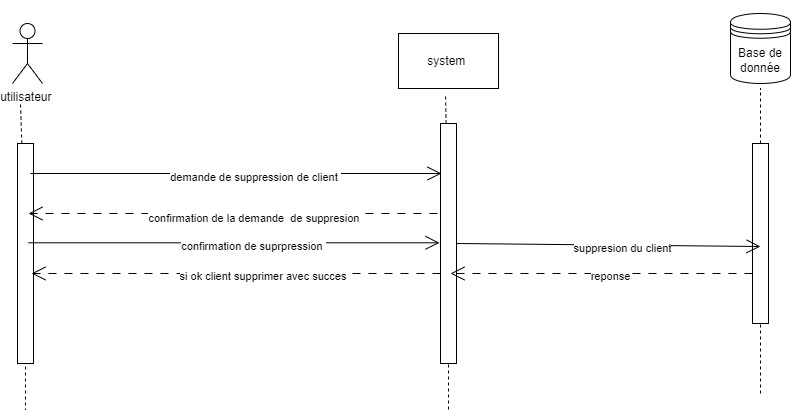 system
Base de
donnée
utilisateur
demande de suppression de client
confirmation de la demande de suppresion
confirmation de suprpression
suppresion du client
si ok client supprimer avec succes
reponse